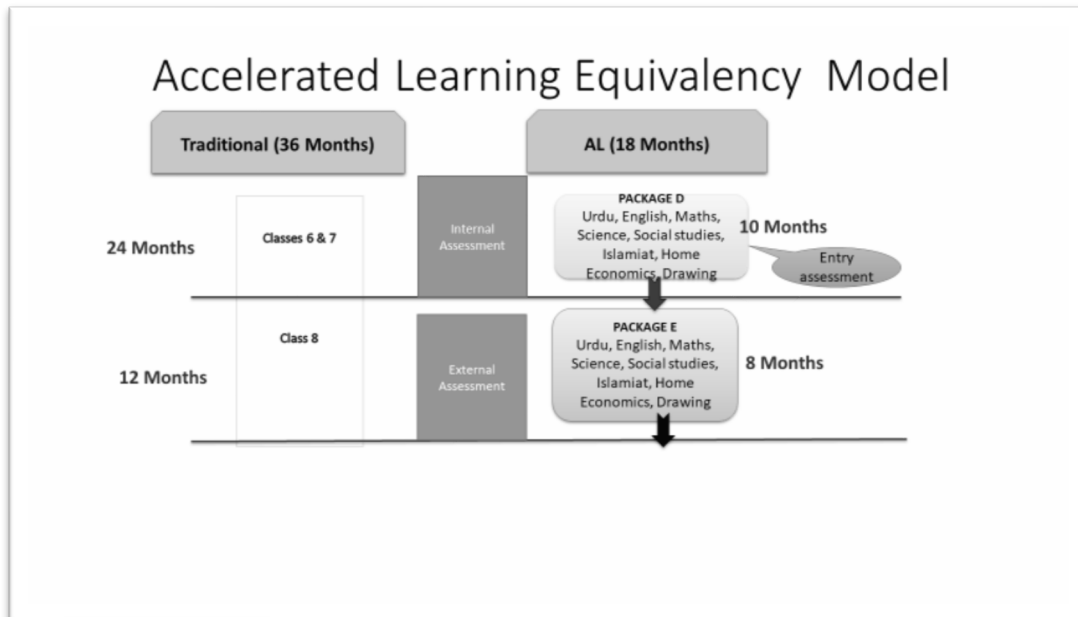 Accelerated Learning Equivalency Model
Traditional (36 Months)
AL (18 Months)
24 Months
Classes 6 & 7
Internal
Assessment
PACKAGE D
Urdu, English, Maths,
Science, Social studies,
Islamiat, Home
Economics, Drawing
10 Months
Entry
assessment
12 Months
Class 8
External
Assessment
PACKAGE E
Urdu, English, Maths,
Science, Social studies,
Islamiat, Home
Economics, Drawing
8 Months